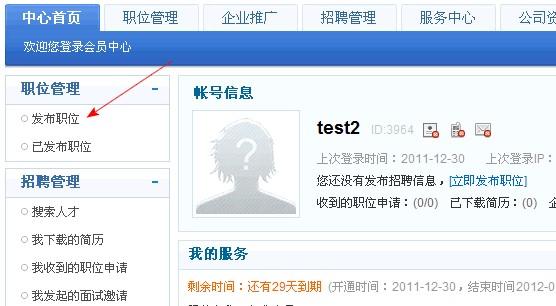 中心首页 职位管理 企业推广 招聘管理 服务中心 公司资
欢迎您登录会员中心
职位管理
发布职位
已发布职位
招聘管理
搜索人才
我下载的简历
我收到的职位申请
我发起的面试邀请
帐号信息
?
test2 ID:3964
上次登录时间：2011-12-30 上次登录IP：
您还没有发布招聘信息，[立即发布职位]
收到的职位申请：(0/0) 已下载简历：(0) 企
我的服务
剩余时间：还有29天到期 (开通时间：2011-12-30，结束时间2012-0